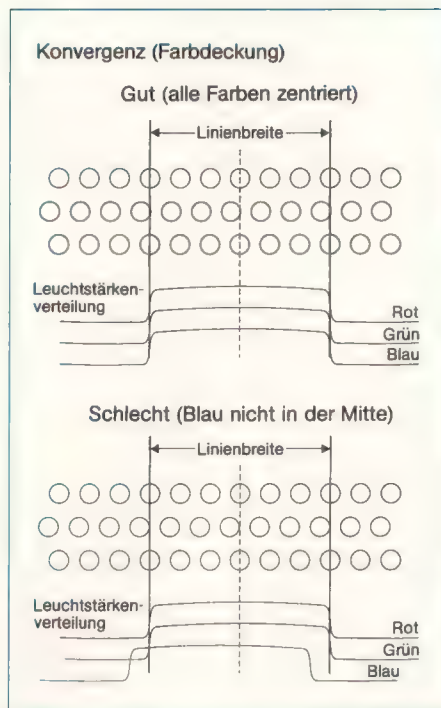 Konvergenz (Farbdeckung)
Gut (alle Farben zentriert)
Linienbreite
Leuchtstärken-
verteilung
Rot
Grün
Blau
Schlecht (Blau nicht in der Mitte)
Linienbreite
Leuchtstärken-
verteilung
Rot
Grün
Blau